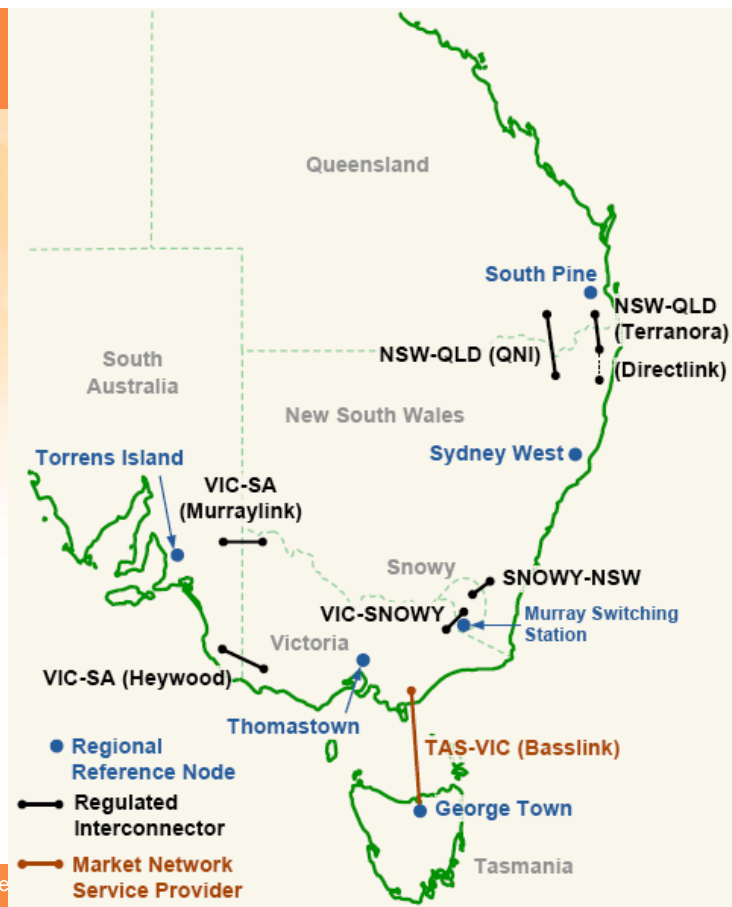 Queensland
South Pine
NSW-QLD
(Terranora)
NSW-QLD (QNI)
(Directlink)
South
Australia
New South Wales
Torrens Island
Sydney West
VIC-SA
(Murraylink)
Snowy
SNOWY-NSW
VIC-SNOWY
Murray Switching
Station
Victoria
VIC-SA (Heywood)
Thomastown
TAS-VIC (Basslink)
Regional
Reference Node
Regulated
Interconnector
George Town
Tasmania
Market Network
Service Provider
e